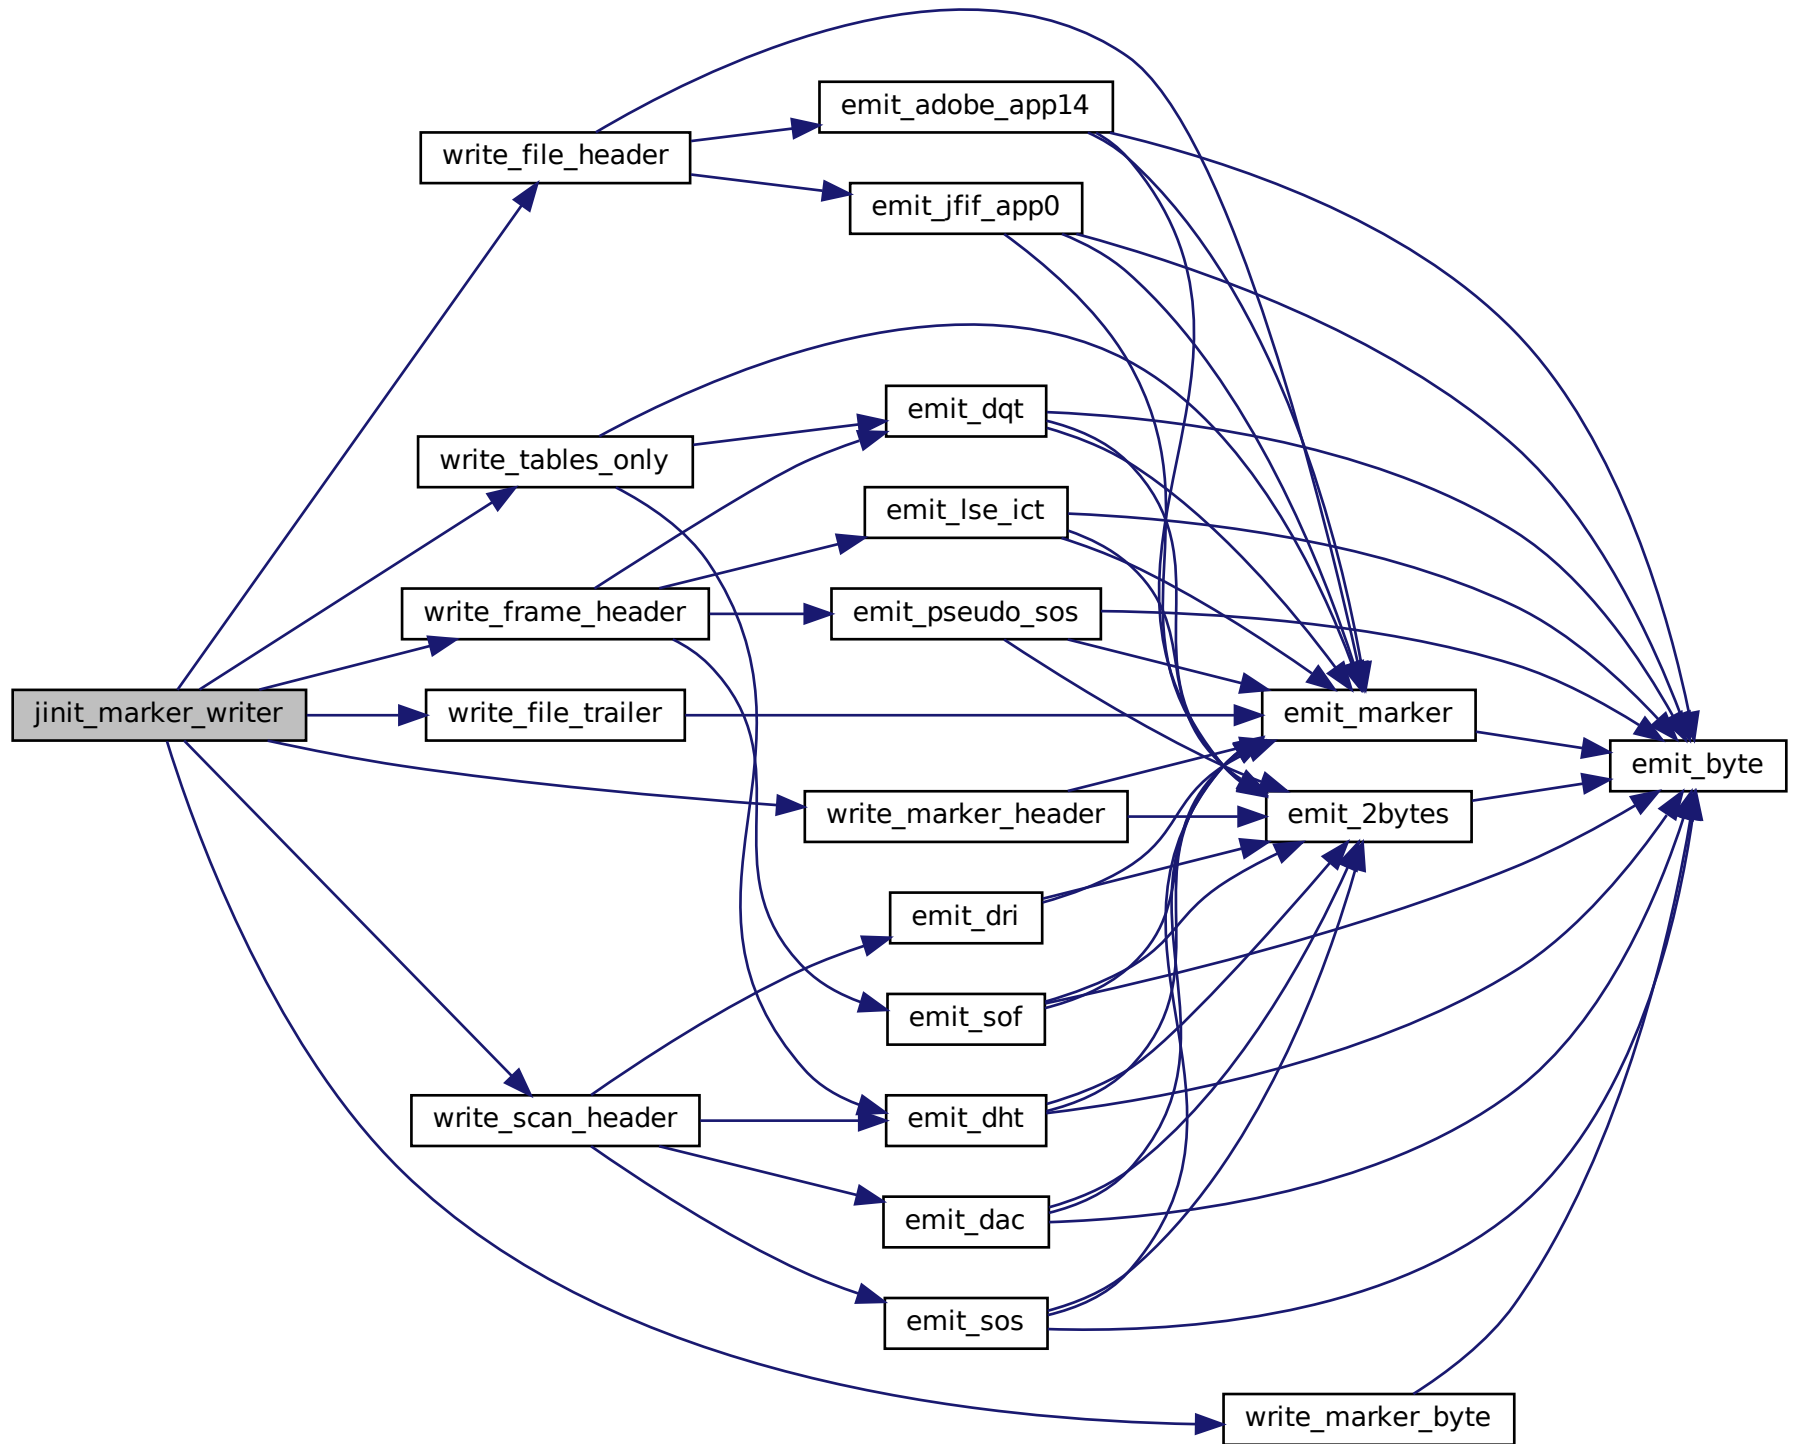 emit_adobe_app14
write_file_header
emit_jfif_app0
emit_dqt
write_tables_only
emit_lse_ict
write_frame_header
emit_pseudo_sos
jinit_marker_writer
write_file_trailer
emit_marker
emit_byte
write_marker_header
emit_2bytes
emit_dri
emit_sof
write_scan_header
emit_dht
emit_dac
emit_sos
write_marker_byte